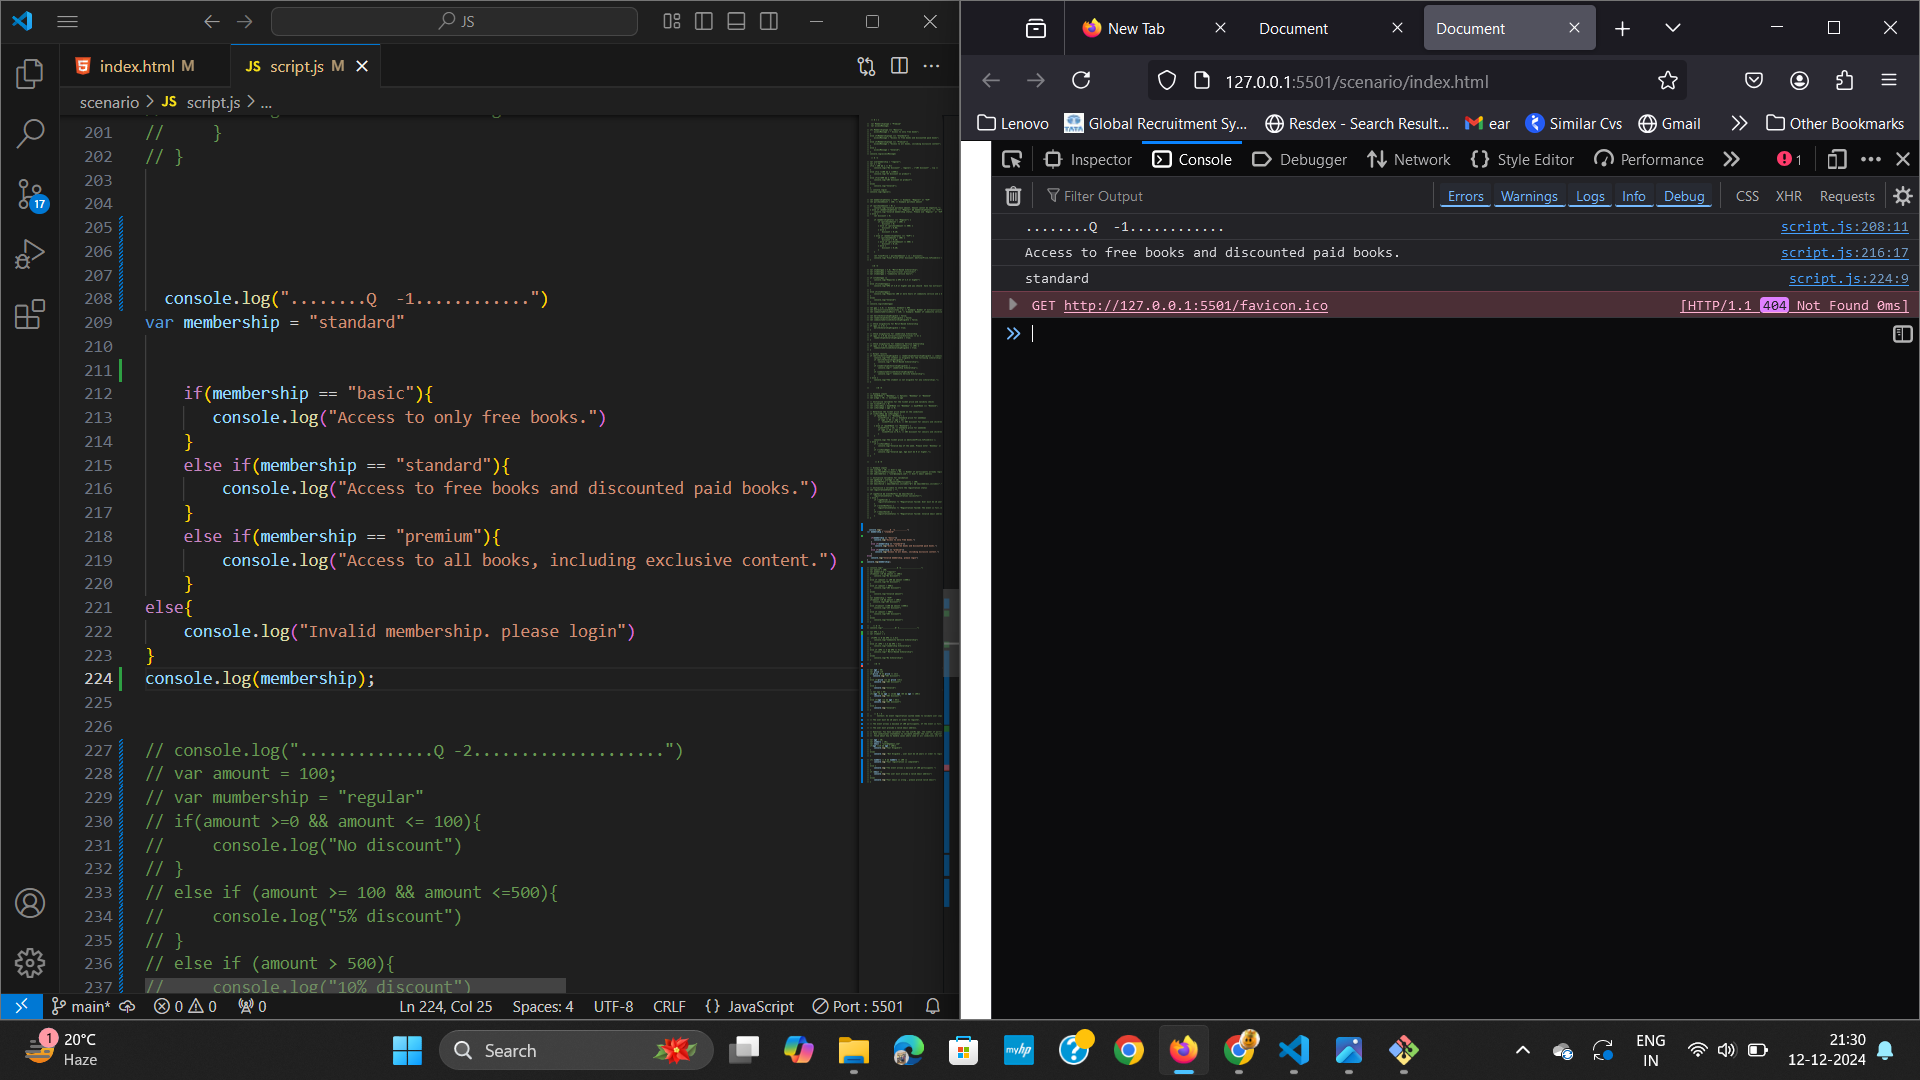 JS
index.html M
JS script.js M
scenario > JS script.js > ...
201 //     }
202 // }
203
204
205
206
207
208 console.log("........Q  -1............")
209 var membership = "standard"
210
211
212 if(membership == "basic"){
213 console.log("Access to only free books.")
214 }
215 else if(membership == "standard"){
216 console.log("Access to free books and discounted paid books.")
217 }
218 else if(membership == "premium"){
219 console.log("Access to all books, including exclusive content.")
220 }
221 else{
222 console.log("Invalid membership. please login")
223 }
224 console.log(membership);
225
226
227 // console.log("..............Q -2....................")
228 // var amount = 100;
229 // var mumbership = "regular"
230 // if(amount >=0 && amount <= 100){
231 //     console.log("No discount")
232 // }
233 // else if (amount >= 100 && amount <=500){
234 //     console.log("5% discount")
235 // }
236 // else if (amount > 500){
237 //     console.log("10% discount")
17
main* 0 0 0 Ln 224, Col 25 Spaces: 4 UTF-8 CRLF {} JavaScript Port : 5501
New Tab Document Document
127.0.0.1:5501/scenario/index.html
Lenovo TATA Global Recruitment Sy... Resdex - Search Result... ear Similar Cvs Gmail Other Bookmarks
Inspector Console Debugger Network Style Editor Performance 1
Filter Output Errors Warnings Logs Info Debug CSS XHR Requests
........Q  -1............ script.js:208:11
Access to free books and discounted paid books. script.js:216:17
standard script.js:224:9
GET http://127.0.0.1:5501/favicon.ico [HTTP/1.1 404 Not Found 0ms]
1 20°C
Haze
Search
myhp
ENG
IN
21:30
12-12-2024